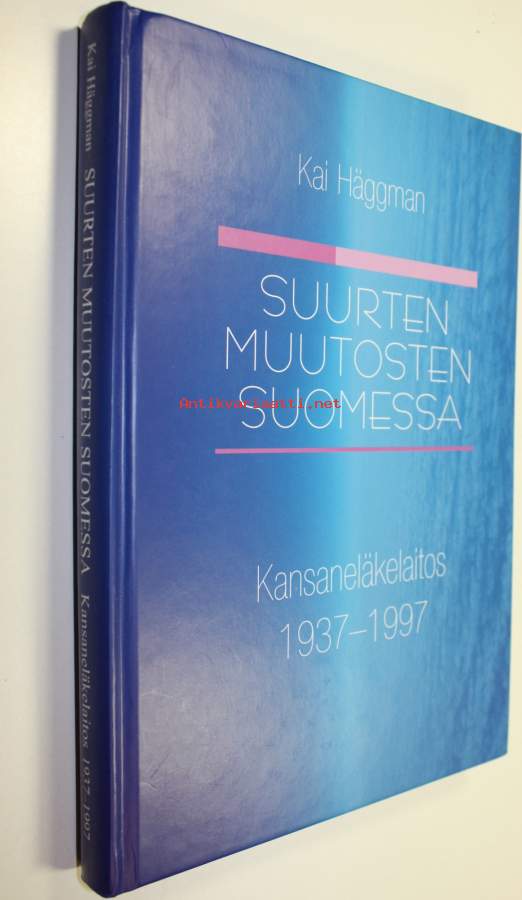 Kai Häggman SUURTEN MUUTOSTEN SUOMESSA Kansaneläkelaitos 1937–1997
Kai Häggman
SUURTEN
MUUTOSTEN
Antikvariaatti.net
SUOMESSA
Kansaneläkelaitos
1937–1997